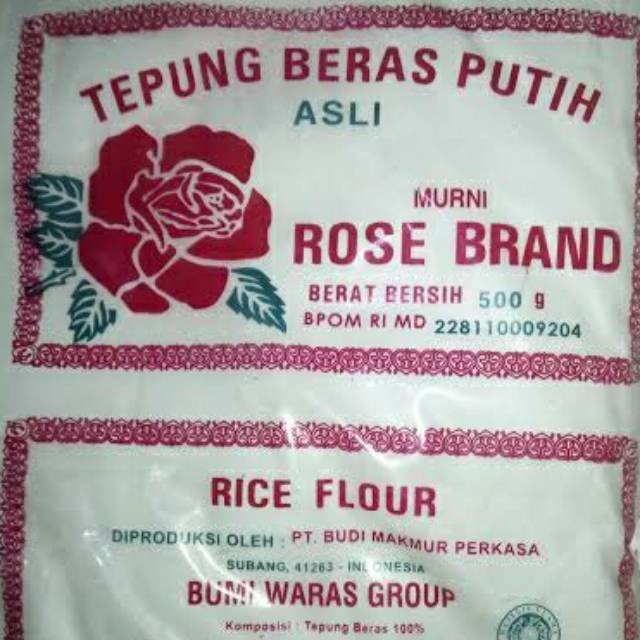 TEPUNG BERAS PUTIH
ASLI
MURNI
ROSE BRAND
BERAT BERSIH 500 g
BPOM RI MD 228110009204
RICE FLOUR
DIPRODUKSI OLEH : PT. BUDI MAKMUR PERKASA
SUBANG, 41263 - INDONESIA
BUMI WARAS GROUP
Komposisi : Tepung Beras 100%